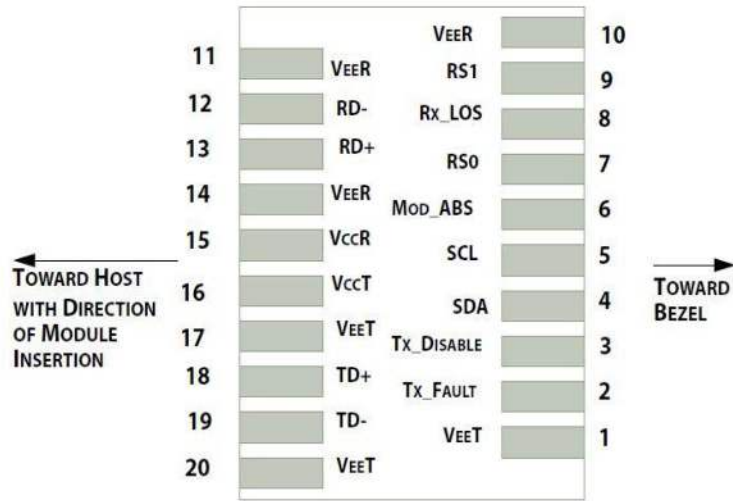 VEER 10
11 VEER
RS1 9
12 RD-
RX_LOS 8
13 RD+
RS0 7
14 VEER
MOD_ABS 6
15 VCCR
SCL 5
16 VCCT
SDA 4
17 VEET
TX_DISABLE 3
18 TD+
TX_FAULT 2
19 TD-
VEET 1
20 VEET
TOWARD HOST
WITH DIRECTION
OF MODULE
INSERTION
TOWARD
BEZEL